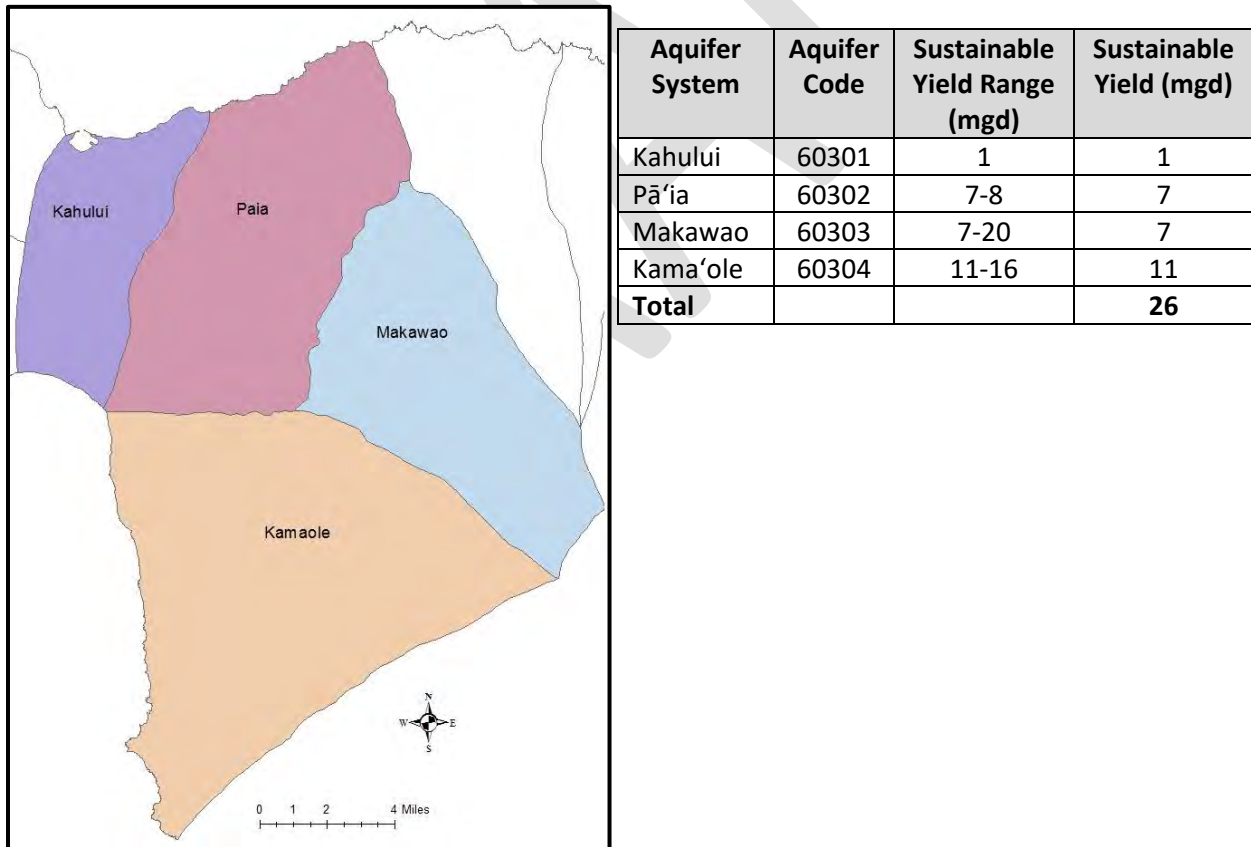 Kahului
Paia
Makawao
Kamaole
N
W E
S
0 1 2 4 Miles
Aquifer System Aquifer Code Sustainable Yield Range (mgd) Sustainable Yield (mgd)
Kahului 60301 1 1
Pāʻia 60302 7-8 7
Makawao 60303 7-20 7
Kamaʻole 60304 11-16 11
Total 26